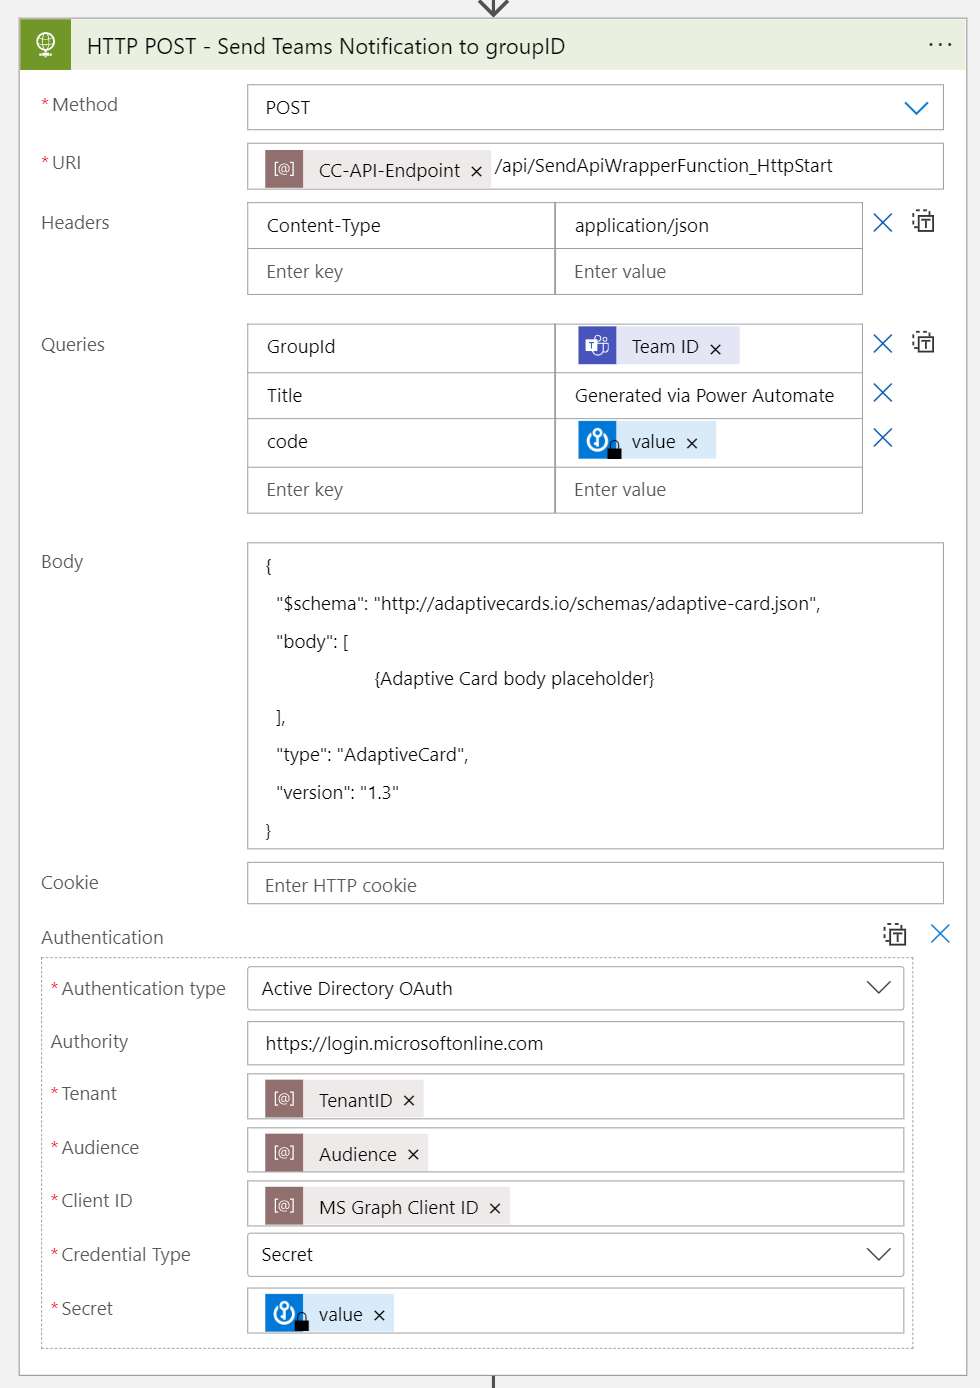 HTTP POST - Send Teams Notification to groupID
* Method
POST
* URI
[@] CC-API-Endpoint × /api/SendApiWrapperFunction_HttpStart
Headers
Content-Type application/json
Enter key Enter value
Queries
GroupId Team ID ×
Title Generated via Power Automate
code value ×
Enter key Enter value
Body
{
"$schema": "http://adaptivecards.io/schemas/adaptive-card.json",
"body": [
{Adaptive Card body placeholder}
],
"type": "AdaptiveCard",
"version": "1.3"
}
Cookie
Enter HTTP cookie
Authentication
* Authentication type Active Directory OAuth
Authority https://login.microsoftonline.com
* Tenant [@] TenantID ×
* Audience [@] Audience ×
* Client ID [@] MS Graph Client ID ×
* Credential Type Secret
* Secret value ×